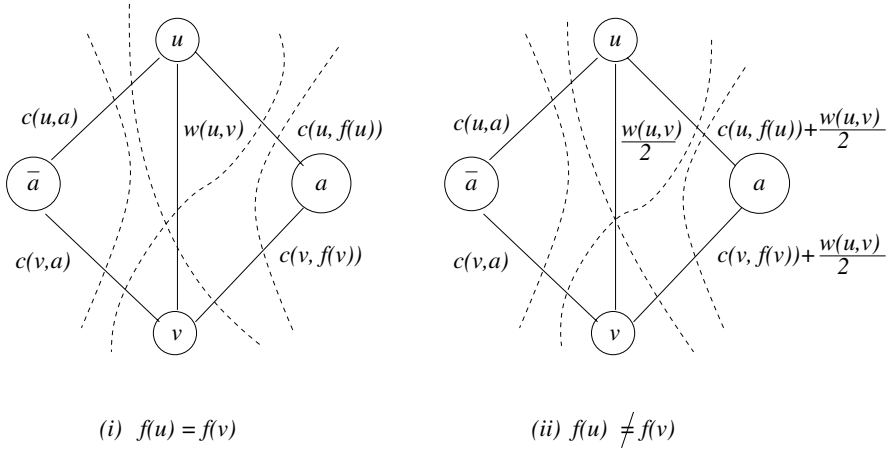 u
c(u,a)
w(u,v)
c(u, f(u))
a̅
a
c(v,a)
c(v, f(v))
v
(i) f(u) = f(v)
u
c(u,a)
w(u,v)/2
c(u, f(u))+w(u,v)/2
a̅
a
c(v,a)
c(v, f(v))+w(u,v)/2
v
(ii) f(u) ≠ f(v)